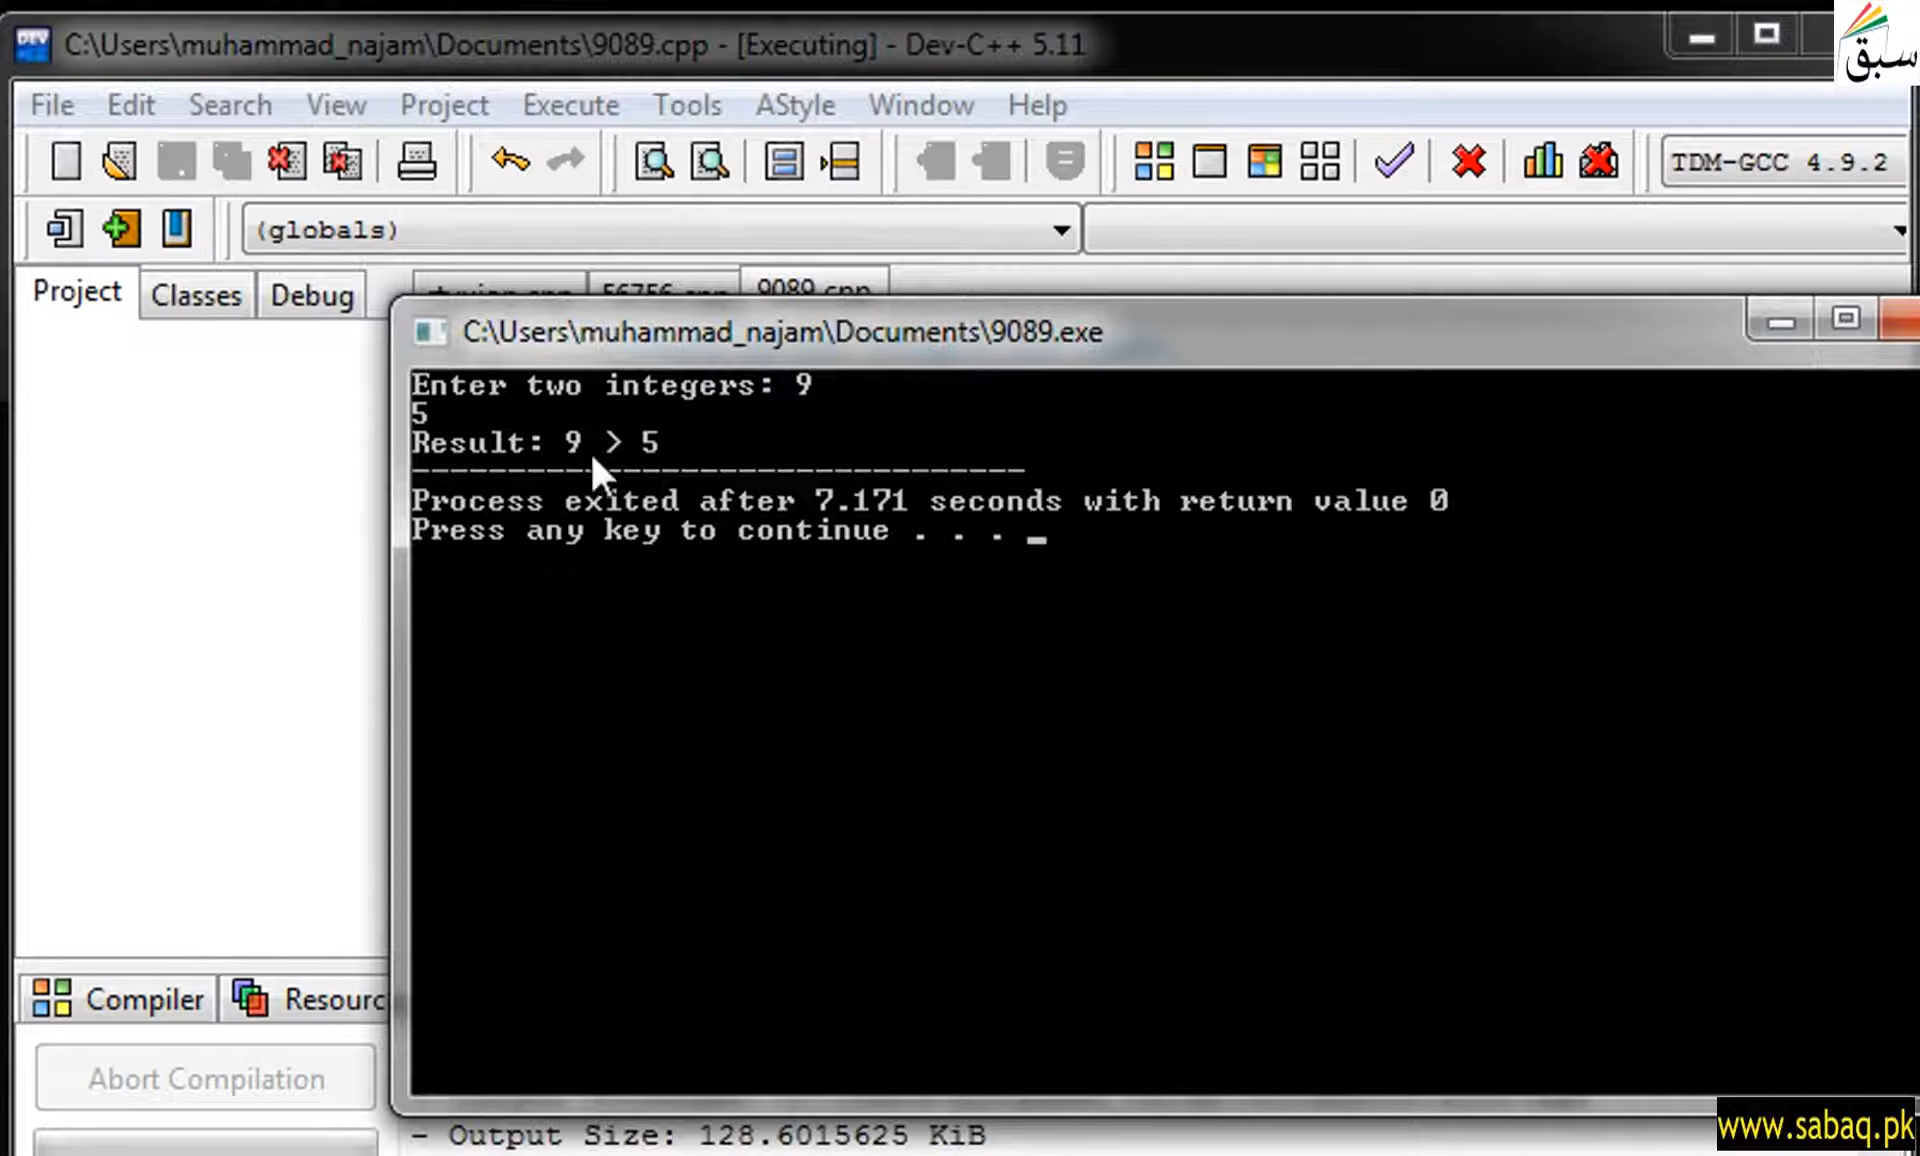 C:\Users\muhammad_najam\Documents\9089.cpp - [Executing] - Dev-C++ 5.11
سبق
File Edit Search View Project Execute Tools AStyle Window Help
TDM-GCC 4.9.2
(globals)
Project Classes Debug
56756.cpp 9089.cpp
C:\Users\muhammad_najam\Documents\9089.exe
Enter two integers: 9
5
Result: 9 > 5
--------------------------------
Process exited after 7.171 seconds with return value 0
Press any key to continue . . . _
Compiler Resourc
Abort Compilation
- Output Size: 128.6015625 KiB
www.sabaq.pk